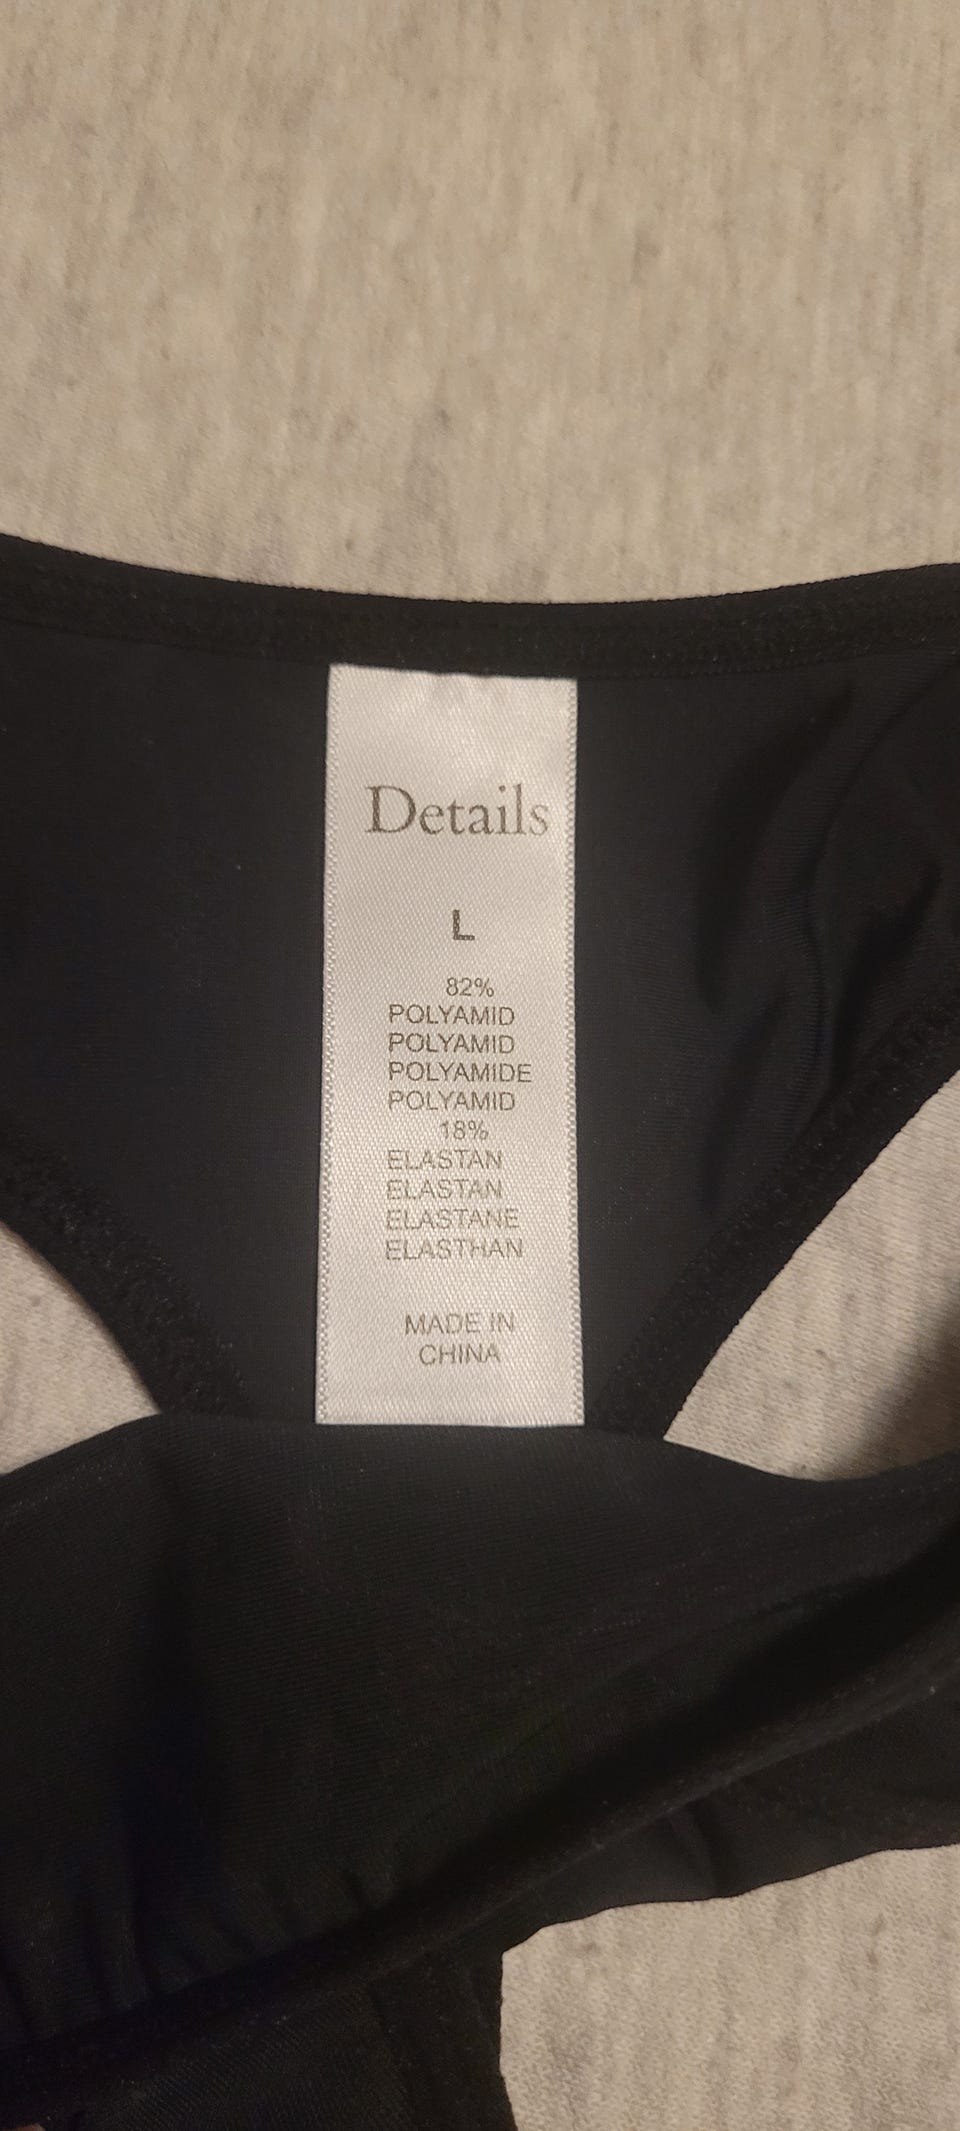 Details
L
82%
POLYAMID
POLYAMID
POLYAMIDE
POLYAMID
18%
ELASTAN
ELASTAN
ELASTANE
ELASTHAN
MADE IN
CHINA